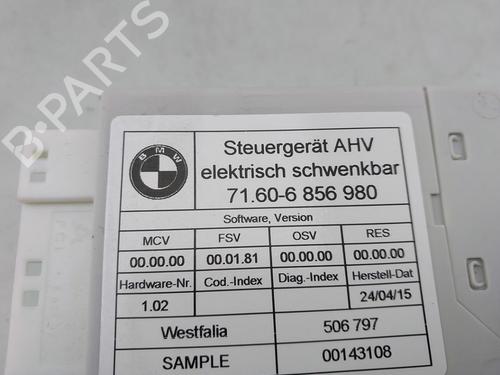 B-PARTS
BMW
Steuergerät AHV
elektrisch schwenkbar
71.60-6 856 980
Software, Version
MCV FSV OSV RES
00.00.00 00.01.81 00.00.00 00.00.00
Hardware-Nr. Cod.-Index Diag.-Index Herstell-Dat
1.02 24/04/15
Westfalia 506 797
SAMPLE 00143108